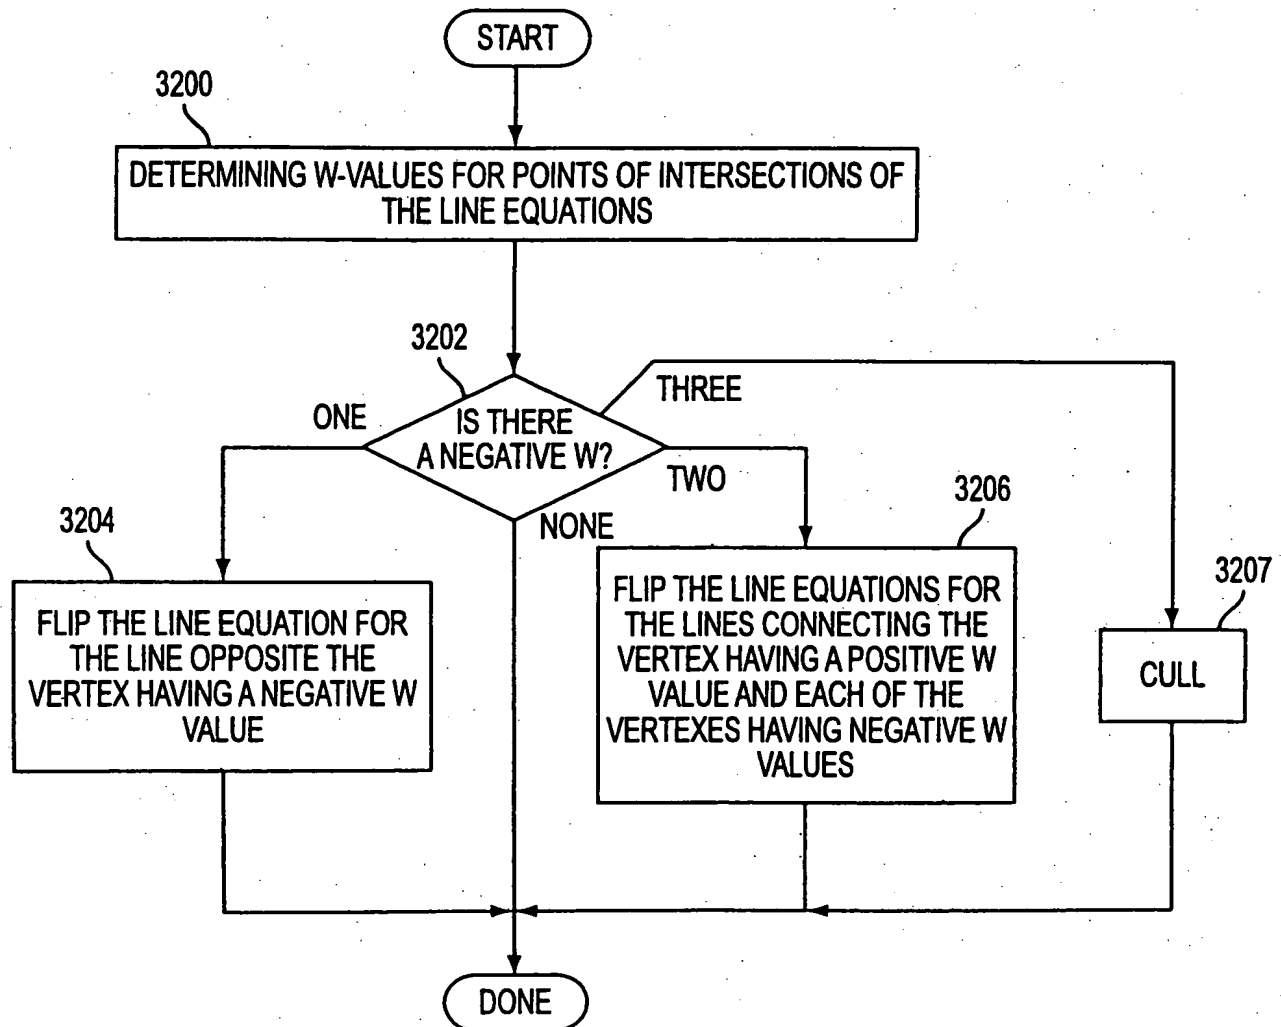 START
3200
DETERMINING W-VALUES FOR POINTS OF INTERSECTIONS OF
THE LINE EQUATIONS
3202
IS THERE
A NEGATIVE W?
ONE
THREE
TWO
NONE
3204
FLIP THE LINE EQUATION FOR
THE LINE OPPOSITE THE
VERTEX HAVING A NEGATIVE W
VALUE
3206
FLIP THE LINE EQUATIONS FOR
THE LINES CONNECTING THE
VERTEX HAVING A POSITIVE W
VALUE AND EACH OF THE
VERTEXES HAVING NEGATIVE W
VALUES
3207
CULL
DONE